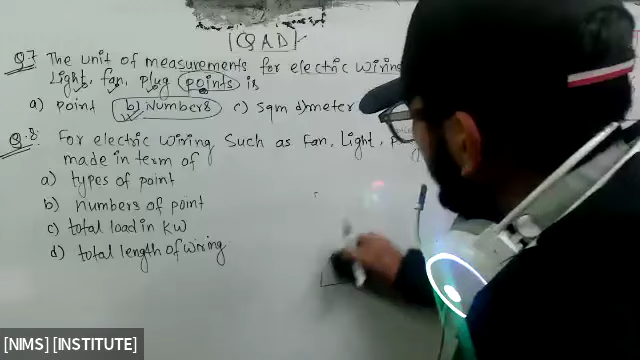 [QAD]
Q7 The unit of measurements for electric wiring
Light, fan, plug points is
a) point b) Numbers c) sqm d) meter
Q.8: For electric wiring such as Fan, Light,
made in term of
a) types of point
b) numbers of point
c) total load in kw
d) total length of wiring
[NIMS] [INSTITUTE]